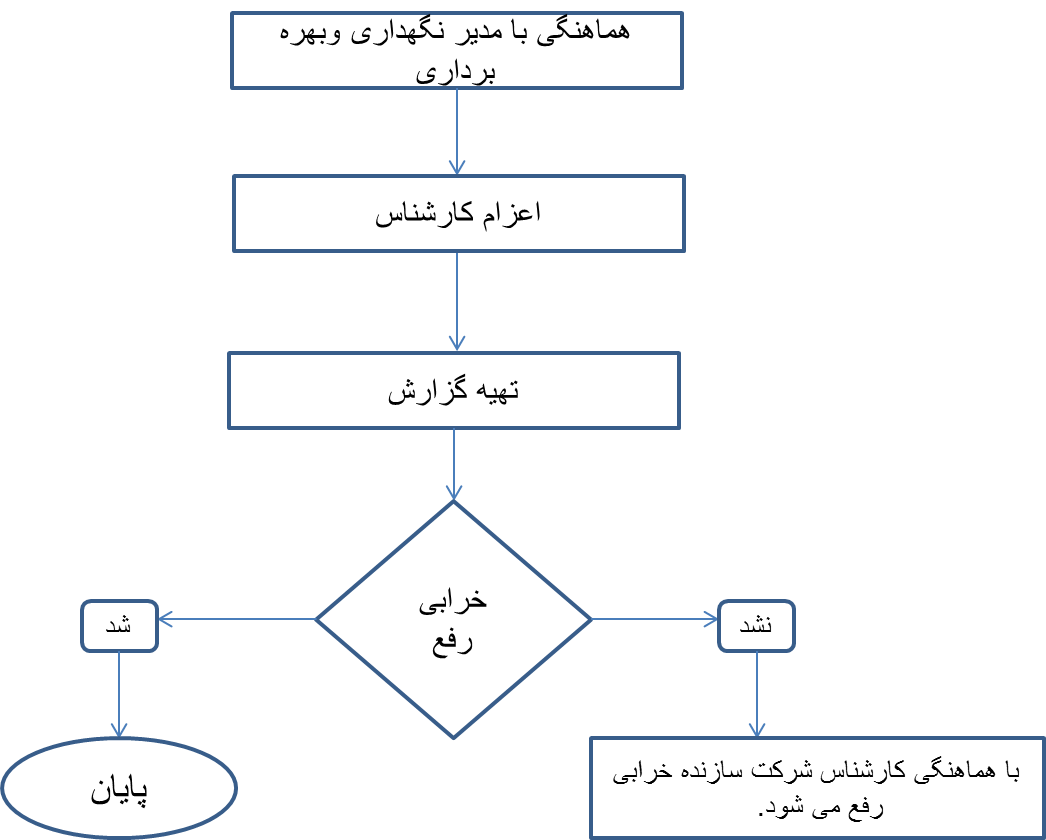 هماهنگی با مدیر نگهداری وبهره
برداری
اعزام کارشناس
تهیه گزارش
خرابی
رفع
نشد
شد
با هماهنگی کارشناس شرکت سازنده خرابی
رفع می شود.
پایان